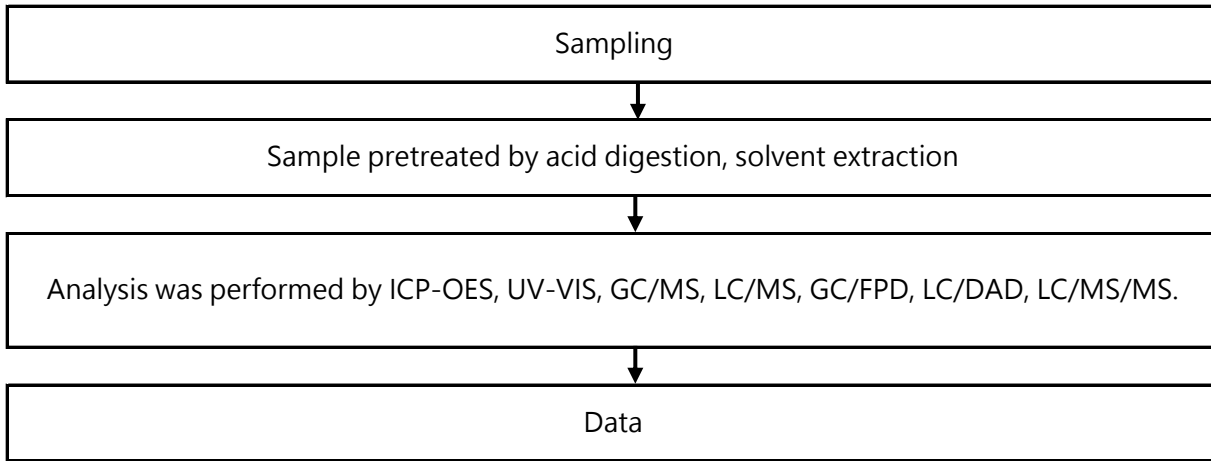 Sampling
Sample pretreated by acid digestion, solvent extraction
Analysis was performed by ICP-OES, UV-VIS, GC/MS, LC/MS, GC/FPD, LC/DAD, LC/MS/MS.
Data